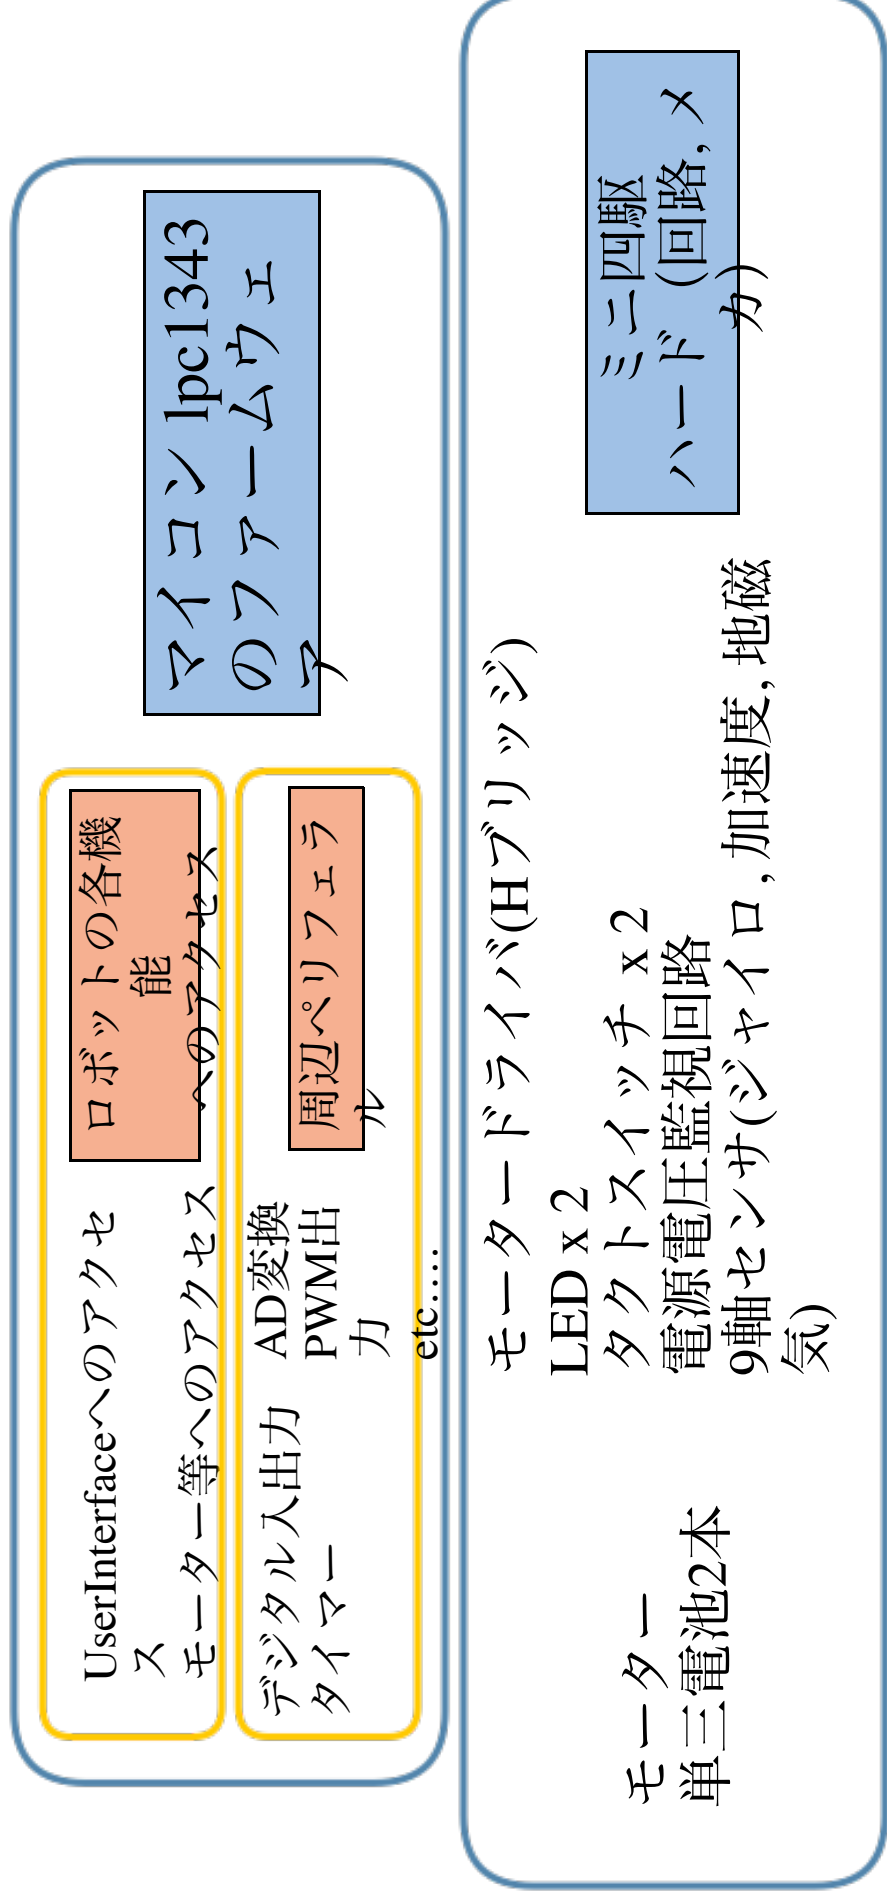 マイコン lpc1343
のファームウェ
ア
ロボットの各機
能
へのアクセス
UserInterfaceへのアクセ
ス
モーター等へのアクセス
周辺ペリフェラ
ル
デジタル入出力
タイマー
AD変換
PWM出
力
etc....
ミニ四駆
ハード（回路, メ
カ）
モータードライバ(Hブリッジ)
LED x 2
タクトスイッチ x 2
電源電圧監視回路
9軸センサ(ジャイロ, 加速度, 地磁
気)
モーター
単三電池2本